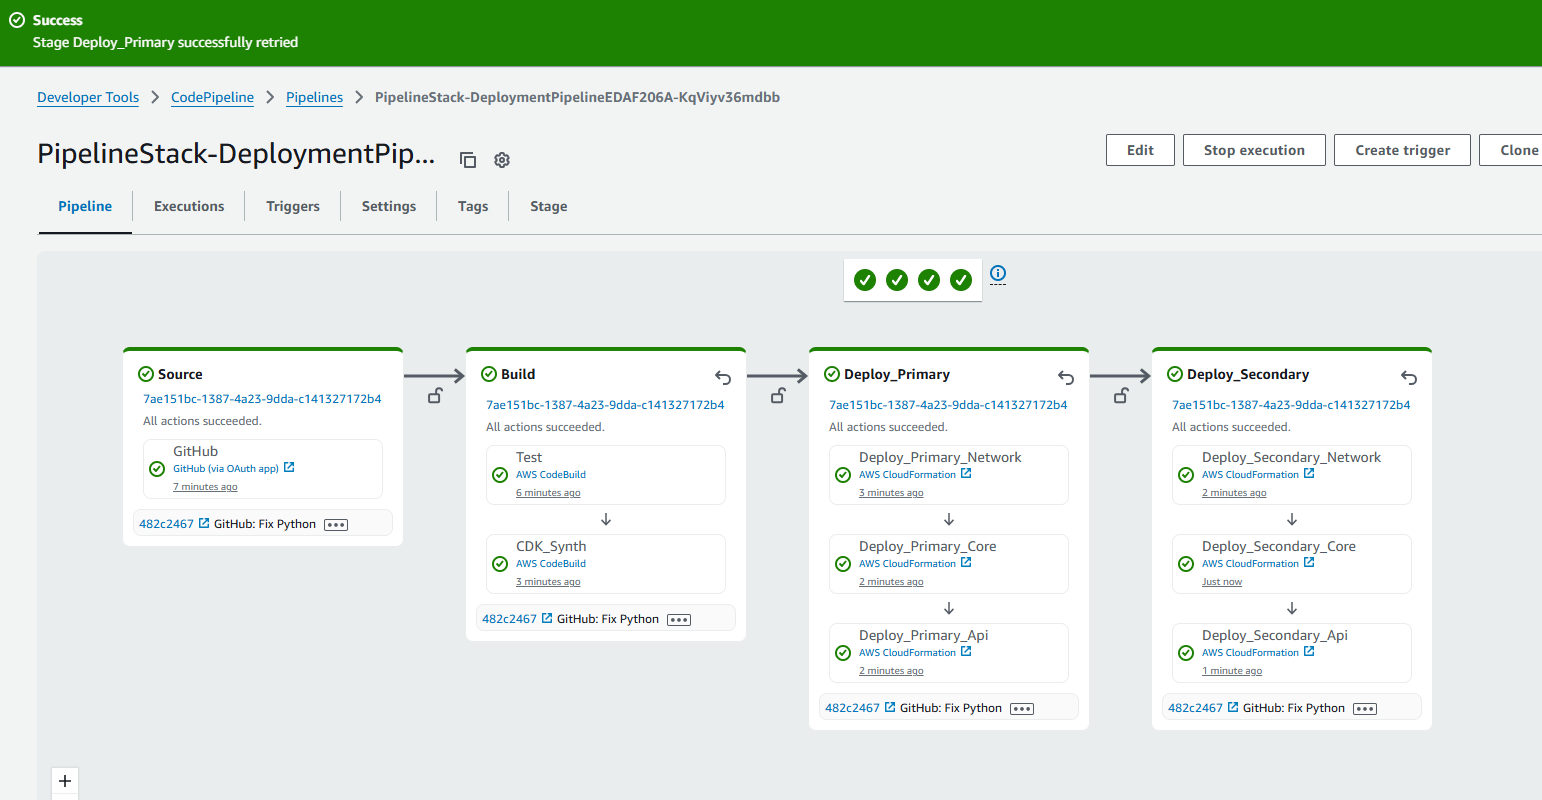 Success
Stage Deploy_Primary successfully retried
Developer Tools > CodePipeline > Pipelines > PipelineStack-DeploymentPipelineEDAF206A-KqViyv36mdbb
PipelineStack-DeploymentPip...
Edit
Stop execution
Create trigger
Clone
Pipeline
Executions
Triggers
Settings
Tags
Stage
Source
7ae151bc-1387-4a23-9dda-c141327172b4
All actions succeeded.
GitHub
GitHub (via OAuth app)
7 minutes ago
482c2467 GitHub: Fix Python
Build
7ae151bc-1387-4a23-9dda-c141327172b4
All actions succeeded.
Test
AWS CodeBuild
6 minutes ago
CDK_Synth
AWS CodeBuild
3 minutes ago
482c2467 GitHub: Fix Python
Deploy_Primary
7ae151bc-1387-4a23-9dda-c141327172b4
All actions succeeded.
Deploy_Primary_Network
AWS CloudFormation
3 minutes ago
Deploy_Primary_Core
AWS CloudFormation
2 minutes ago
Deploy_Primary_Api
AWS CloudFormation
2 minutes ago
482c2467 GitHub: Fix Python
Deploy_Secondary
7ae151bc-1387-4a23-9dda-c141327172b4
All actions succeeded.
Deploy_Secondary_Network
AWS CloudFormation
2 minutes ago
Deploy_Secondary_Core
AWS CloudFormation
Just now
Deploy_Secondary_Api
AWS CloudFormation
1 minute ago
482c2467 GitHub: Fix Python